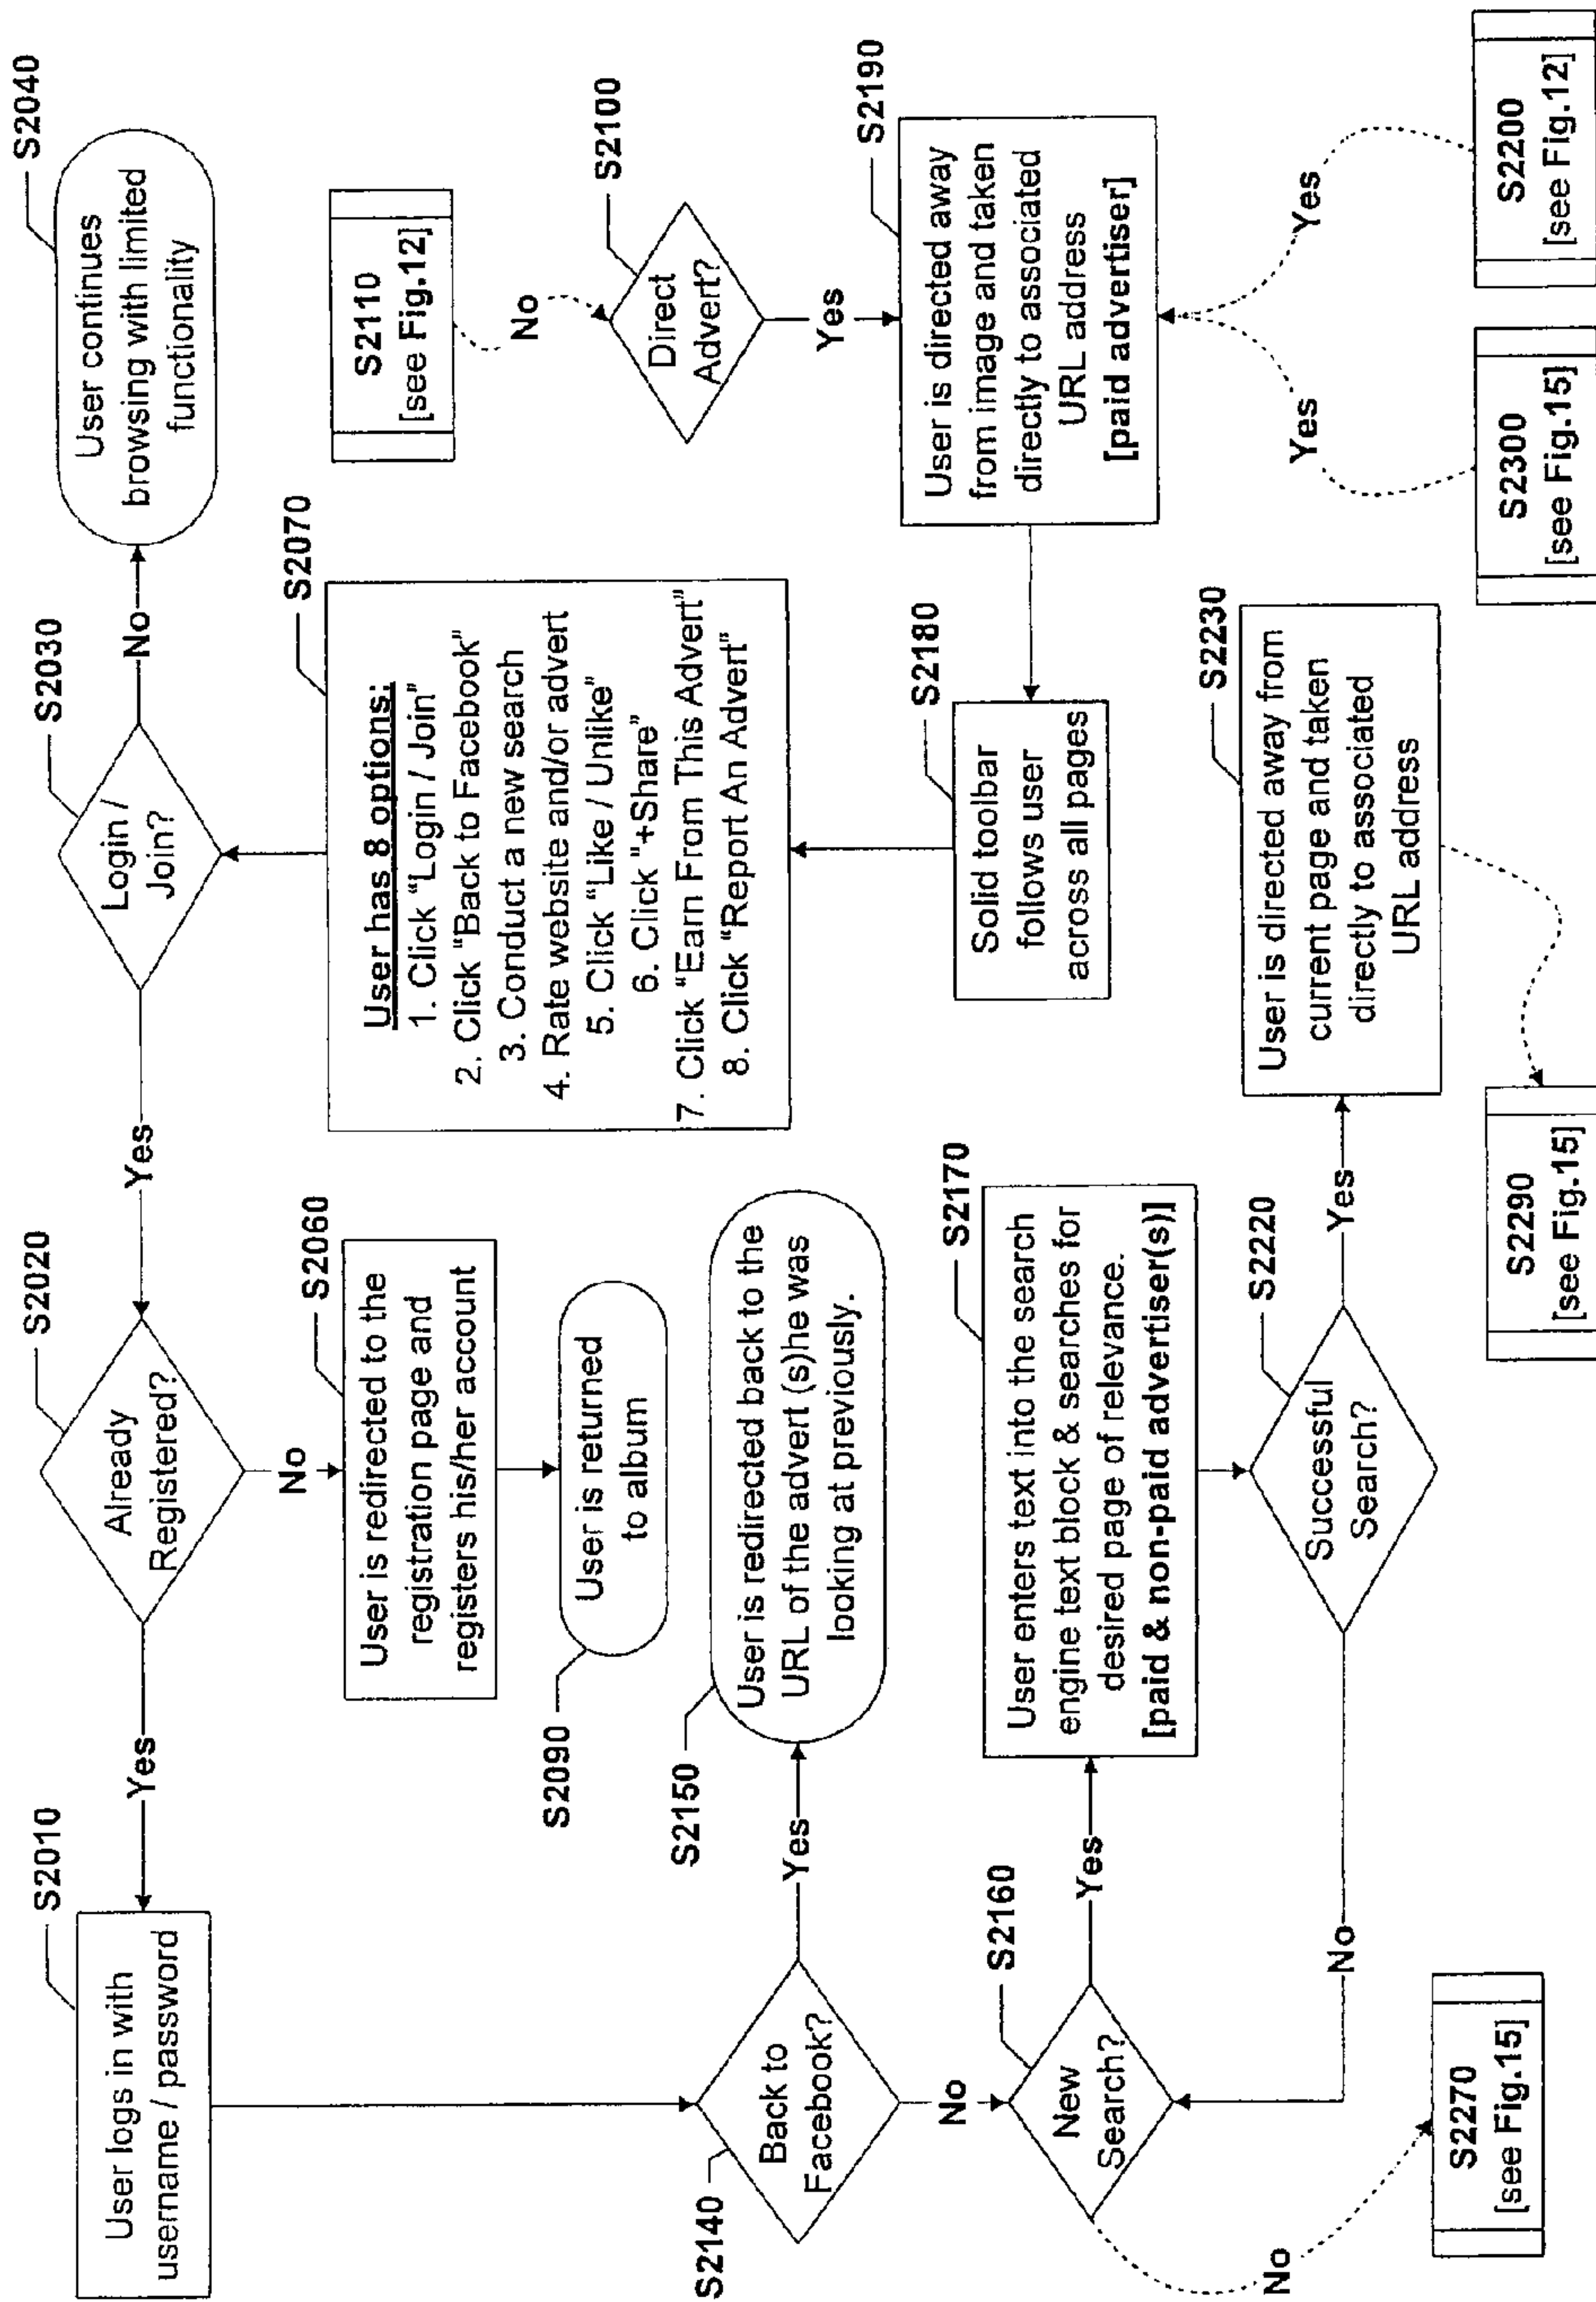 S2010
User logs in with
username / password
Yes
S2020
Already
Registered?
Yes
S2030
Login /
Join?
No
S2040
User continues
browsing with limited
functionality
No
S2060
User is redirected to the
registration page and
registers his/her account
S2090
User is returned
to album
S2070
User has 8 options:
1. Click "Login / Join"
2. Click "Back to Facebook"
3. Conduct a new search
4. Rate website and/or advert
5. Click "Like / Unlike"
6. Click "+Share"
7. Click "Earn From This Advert"
8. Click "Report An Advert"
S2110
[see Fig.12]
No
S2100
Direct
Advert?
Yes
S2140
Back to
Facebook?
Yes
S2150
User is redirected back to the
URL of the advert (s)he was
looking at previously.
No
S2160
New
Search?
Yes
S2170
User enters text into the search
engine text block & searches for
desired page of relevance.
[paid & non-paid advertiser(s)]
S2180
Solid toolbar
follows user
across all pages
S2190
User is directed away
from image and taken
directly to associated
URL address
[paid advertiser]
No
S2220
Successful
Search?
Yes
S2230
User is directed away from
current page and taken
directly to associated
URL address
Yes
Yes
No
S2270
[see Fig.15]
S2290
[see Fig.15]
S2300
[see Fig.15]
S2200
[see Fig.12]